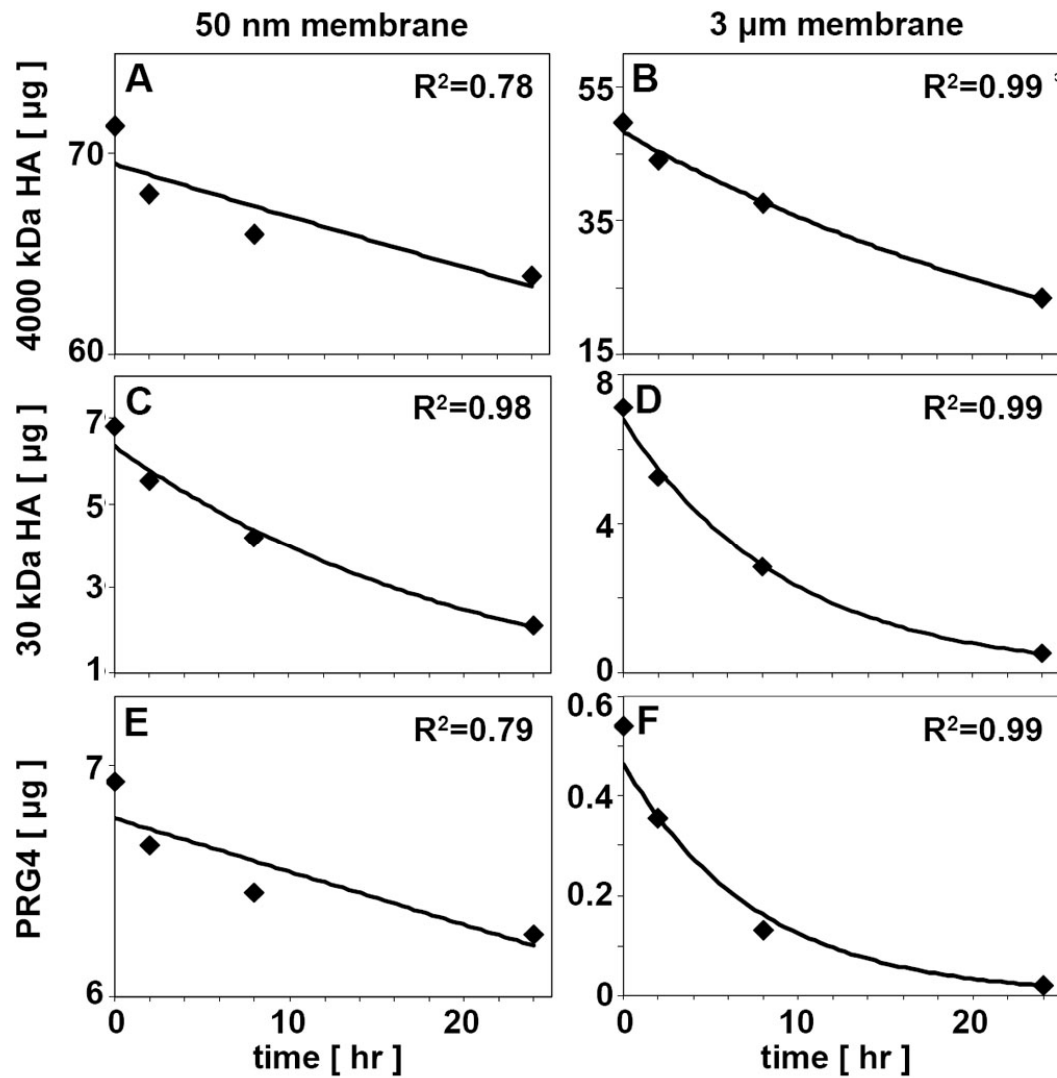 50 nm membrane 3 µm membrane
4000 kDa HA [ µg ]
A
R²=0.78
70
60
B
R²=0.99
55
35
15
30 kDa HA [ µg ]
C
R²=0.98
7
5
3
1
D
R²=0.99
8
4
0
PRG4 [ µg ]
E
R²=0.79
7
6
0 10 20
time [ hr ]
F
R²=0.99
0.6
0.4
0.2
0
0 10 20
time [ hr ]